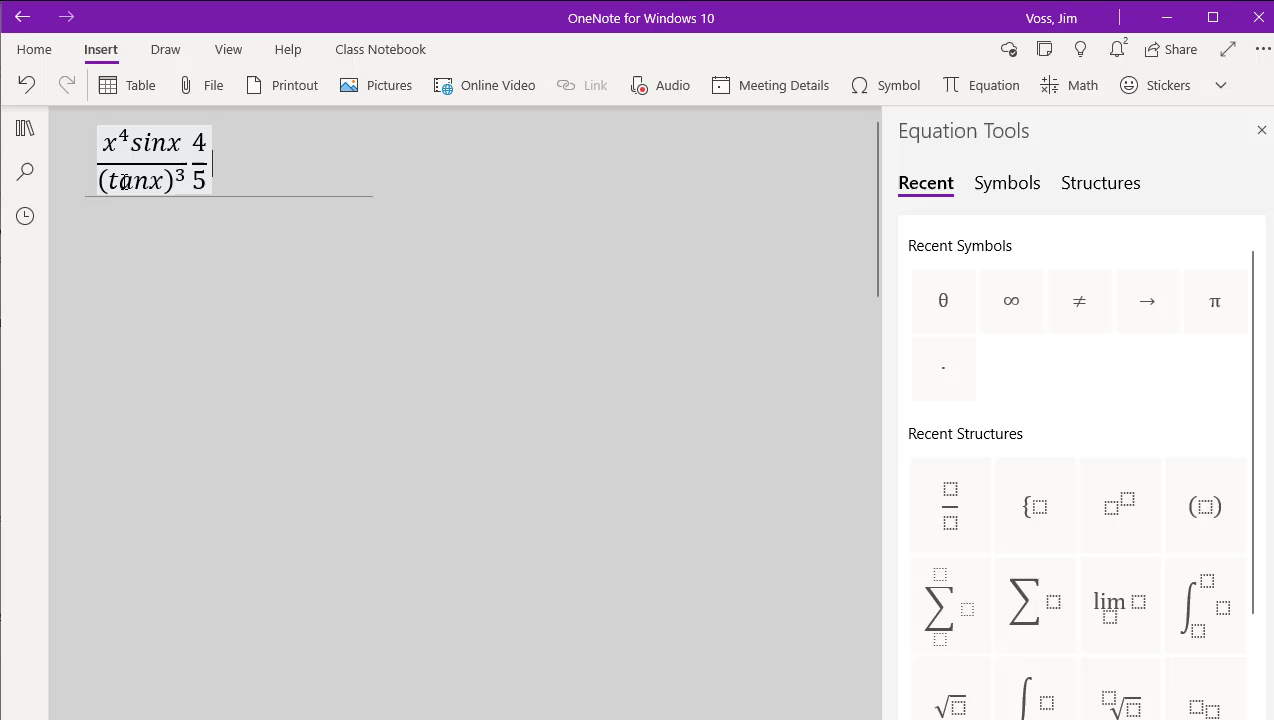 OneNote for Windows 10
Voss, Jim
Home Insert Draw View Help Class Notebook
2 Share
Table File Printout Pictures Online Video Link Audio Meeting Details Symbol Equation Math Stickers
x⁴sinx 4
(tanx)³ 5
Equation Tools
Recent Symbols Structures
Recent Symbols
θ ∞ ≠ → π
·
Recent Structures
lim